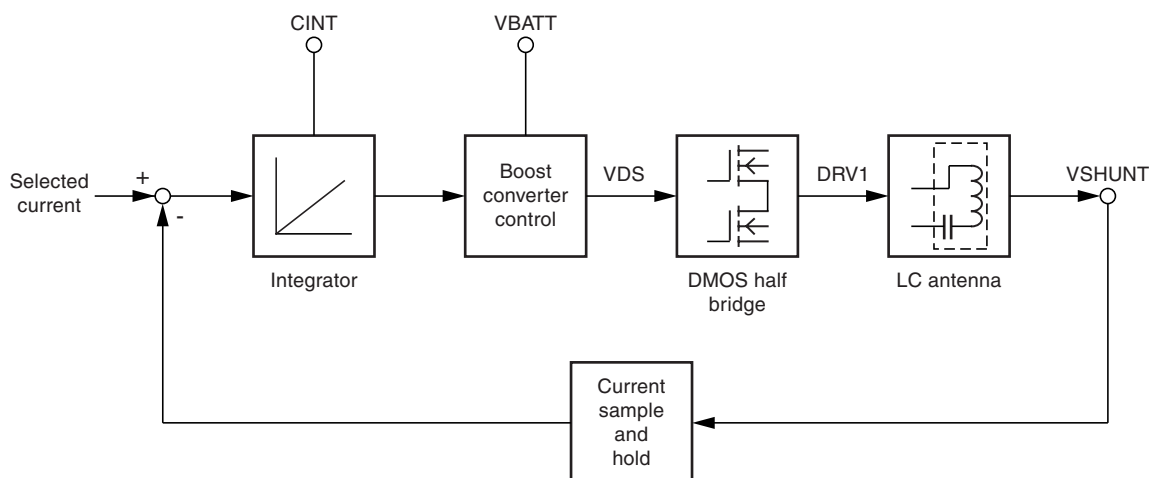 CINT
VBATT
Selected
current
+
-
Integrator
Boost
converter
control
VDS
DMOS half
bridge
DRV1
LC antenna
VSHUNT
Current
sample
and
hold